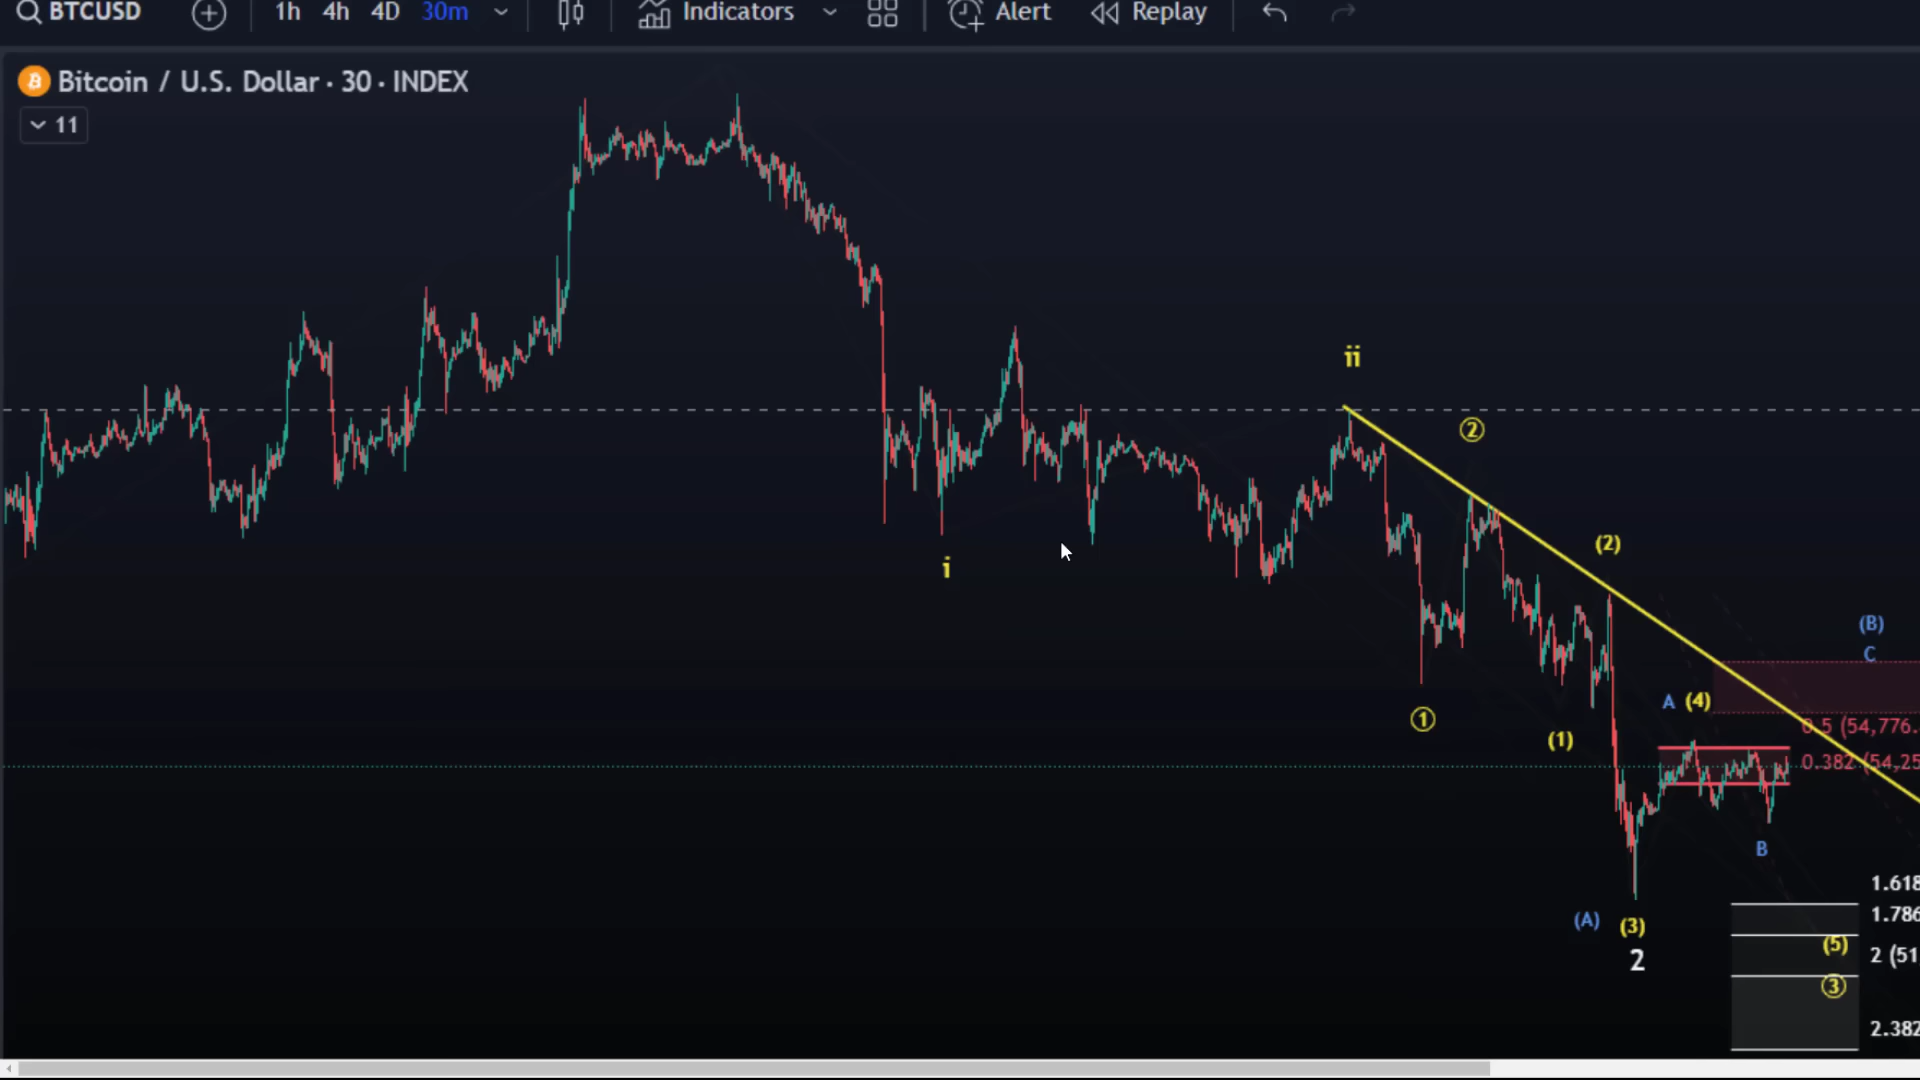 BTCUSD 1h 4h 4D 30m Indicators Alert Replay
Bitcoin / U.S. Dollar · 30 · INDEX
11
ii
②
(2)
i
(B)
C
A (4)
①
(1)
0.5 (54,776.
0.382 (54,25
B
1.618
1.786
(A) (3)
(5)
2
2 (51,
③
2.382